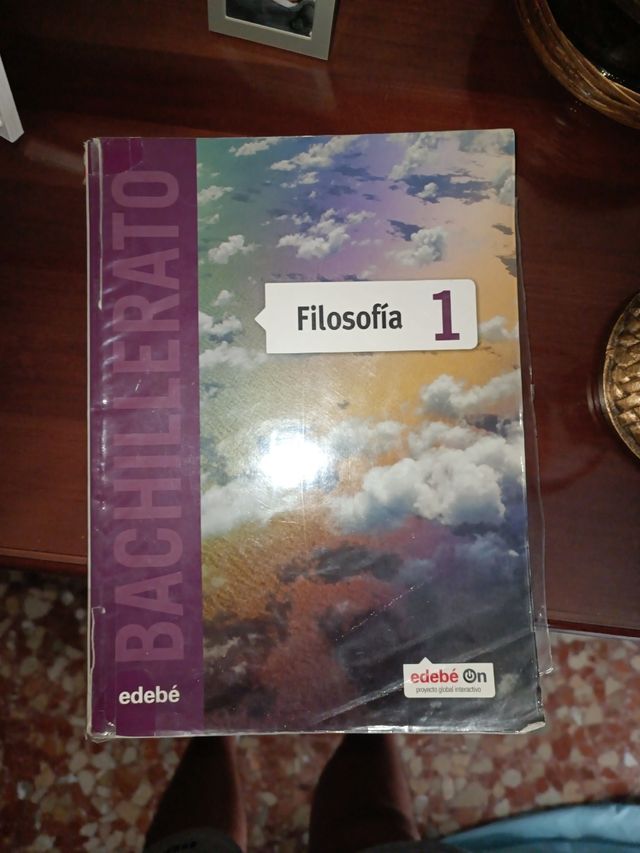 BACHILLERATO
Filosofía 1
edebé On
proyecto global interactivo
edebé